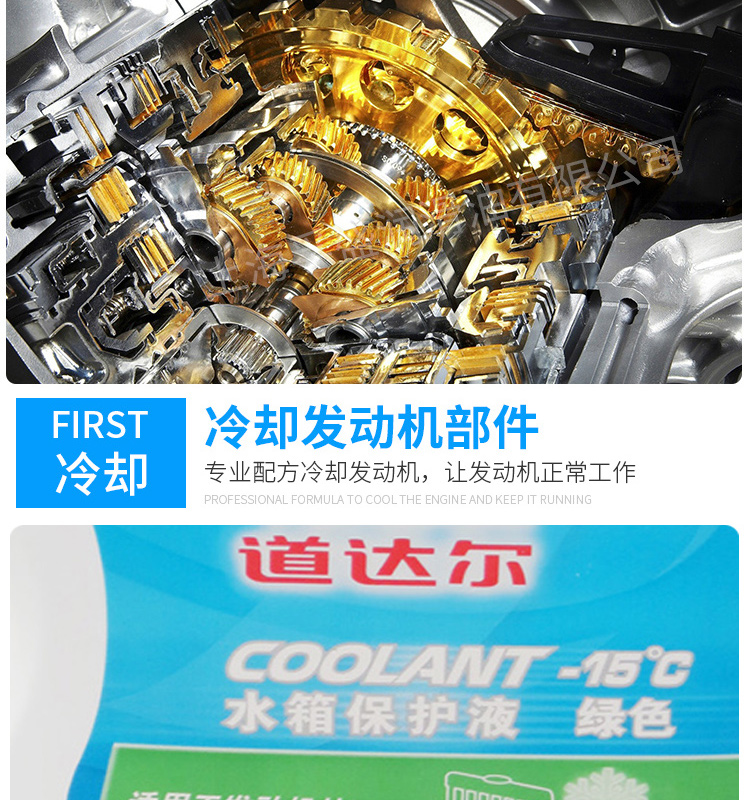 FIRST
冷却
冷却发动机部件
专业配方冷却发动机，让发动机正常工作
PROFESSIONAL FORMULA TO COOL THE ENGINE AND KEEP IT RUNNING
道达尔
COOLANT -15℃
水箱保护液 绿色